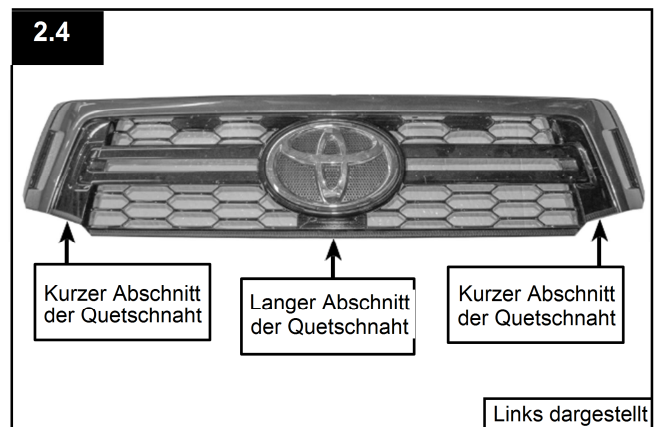 2.4
Kurzer Abschnitt
der Quetschnaht
Langer Abschnitt
der Quetschnaht
Kurzer Abschnitt
der Quetschnaht
Links dargestellt